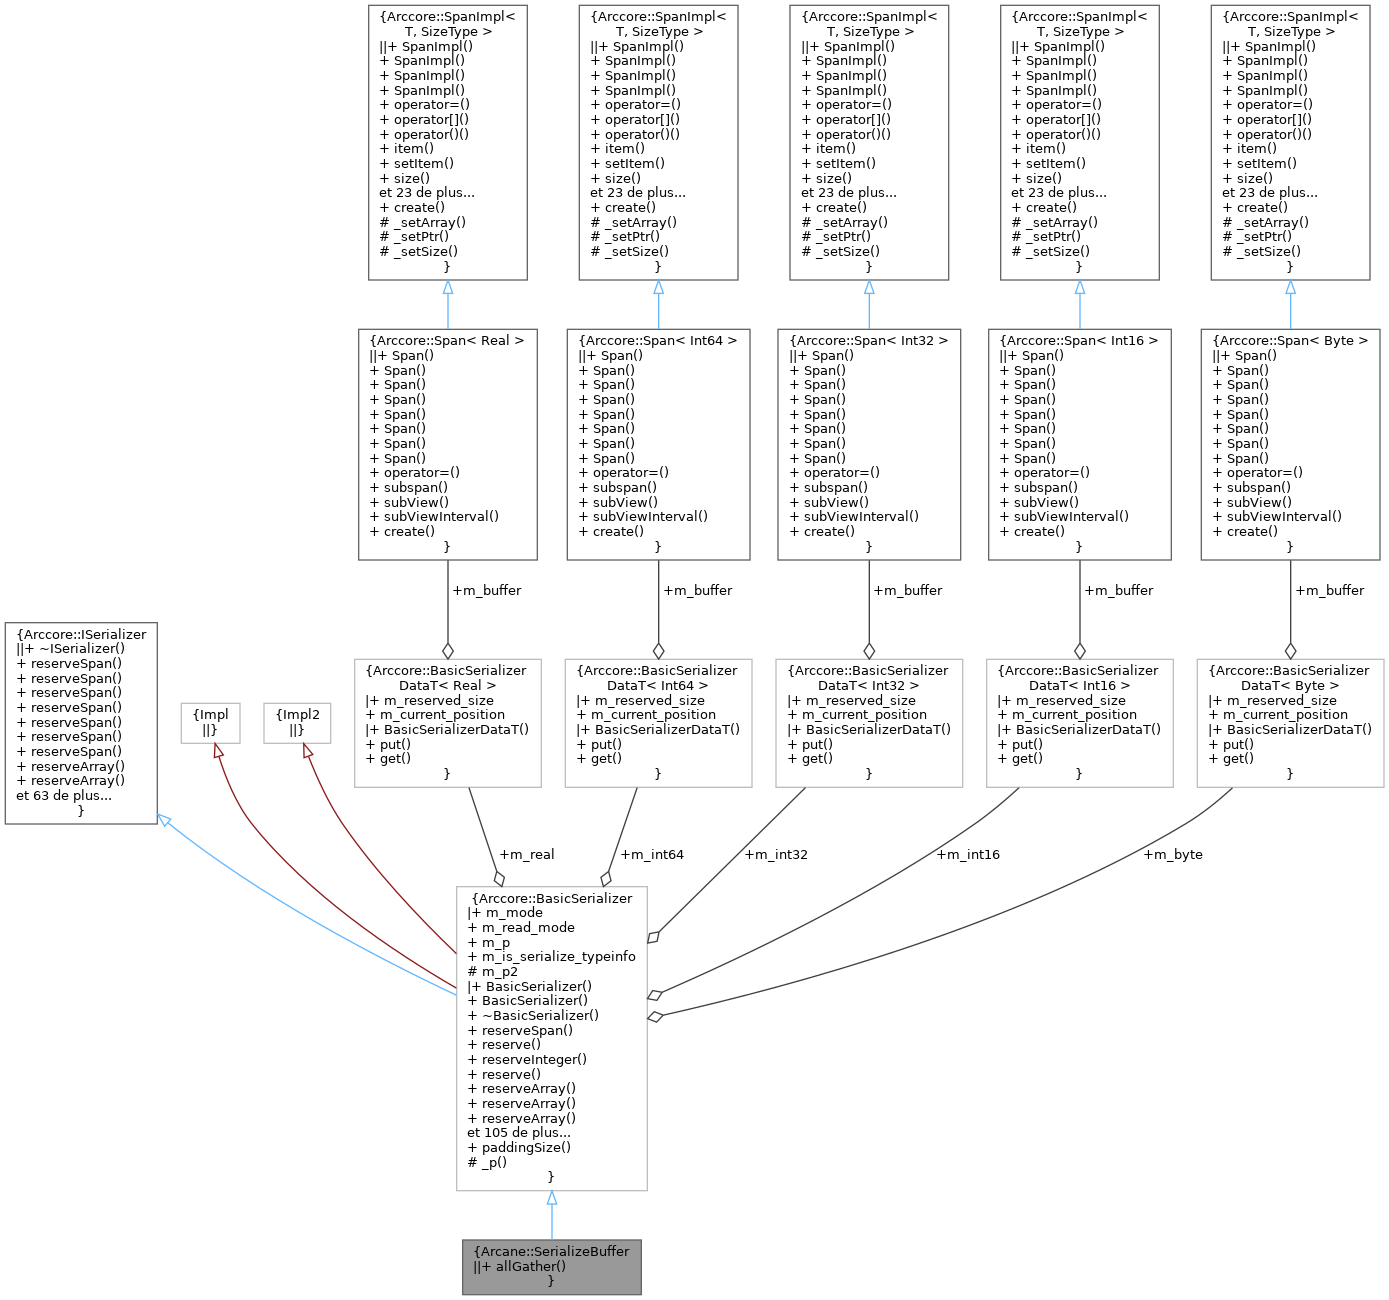 {Arccore::SpanImpl<
T, SizeType >
||+ SpanImpl()
+ SpanImpl()
+ SpanImpl()
+ SpanImpl()
+ operator=()
+ operator[]()
+ operator()()
+ item()
+ setItem()
+ size()
et 23 de plus...
+ create()
# _setArray()
# _setPtr()
# _setSize()
}
{Arccore::SpanImpl<
T, SizeType >
||+ SpanImpl()
+ SpanImpl()
+ SpanImpl()
+ SpanImpl()
+ operator=()
+ operator[]()
+ operator()()
+ item()
+ setItem()
+ size()
et 23 de plus...
+ create()
# _setArray()
# _setPtr()
# _setSize()
}
{Arccore::SpanImpl<
T, SizeType >
||+ SpanImpl()
+ SpanImpl()
+ SpanImpl()
+ SpanImpl()
+ operator=()
+ operator[]()
+ operator()()
+ item()
+ setItem()
+ size()
et 23 de plus...
+ create()
# _setArray()
# _setPtr()
# _setSize()
}
{Arccore::SpanImpl<
T, SizeType >
||+ SpanImpl()
+ SpanImpl()
+ SpanImpl()
+ SpanImpl()
+ operator=()
+ operator[]()
+ operator()()
+ item()
+ setItem()
+ size()
et 23 de plus...
+ create()
# _setArray()
# _setPtr()
# _setSize()
}
{Arccore::SpanImpl<
T, SizeType >
||+ SpanImpl()
+ SpanImpl()
+ SpanImpl()
+ SpanImpl()
+ operator=()
+ operator[]()
+ operator()()
+ item()
+ setItem()
+ size()
et 23 de plus...
+ create()
# _setArray()
# _setPtr()
# _setSize()
}
{Arccore::Span< Real >
||+ Span()
+ Span()
+ Span()
+ Span()
+ Span()
+ Span()
+ Span()
+ Span()
+ operator=()
+ subspan()
+ subView()
+ subViewInterval()
+ create()
}
{Arccore::Span< Int64 >
||+ Span()
+ Span()
+ Span()
+ Span()
+ Span()
+ Span()
+ Span()
+ Span()
+ operator=()
+ subspan()
+ subView()
+ subViewInterval()
+ create()
}
{Arccore::Span< Int32 >
||+ Span()
+ Span()
+ Span()
+ Span()
+ Span()
+ Span()
+ Span()
+ Span()
+ operator=()
+ subspan()
+ subView()
+ subViewInterval()
+ create()
}
{Arccore::Span< Int16 >
||+ Span()
+ Span()
+ Span()
+ Span()
+ Span()
+ Span()
+ Span()
+ Span()
+ operator=()
+ subspan()
+ subView()
+ subViewInterval()
+ create()
}
{Arccore::Span< Byte >
||+ Span()
+ Span()
+ Span()
+ Span()
+ Span()
+ Span()
+ Span()
+ Span()
+ operator=()
+ subspan()
+ subView()
+ subViewInterval()
+ create()
}
+m_buffer
+m_buffer
+m_buffer
+m_buffer
+m_buffer
{Arccore::ISerializer
||+ ~ISerializer()
+ reserveSpan()
+ reserveSpan()
+ reserveSpan()
+ reserveSpan()
+ reserveSpan()
+ reserveSpan()
+ reserveSpan()
+ reserveArray()
+ reserveArray()
et 63 de plus...
}
{Impl
||}
{Impl2
||}
{Arccore::BasicSerializer
DataT< Real >
|+ m_reserved_size
+ m_current_position
|+ BasicSerializerDataT()
+ put()
+ get()
}
{Arccore::BasicSerializer
DataT< Int64 >
|+ m_reserved_size
+ m_current_position
|+ BasicSerializerDataT()
+ put()
+ get()
}
{Arccore::BasicSerializer
DataT< Int32 >
|+ m_reserved_size
+ m_current_position
|+ BasicSerializerDataT()
+ put()
+ get()
}
{Arccore::BasicSerializer
DataT< Int16 >
|+ m_reserved_size
+ m_current_position
|+ BasicSerializerDataT()
+ put()
+ get()
}
{Arccore::BasicSerializer
DataT< Byte >
|+ m_reserved_size
+ m_current_position
|+ BasicSerializerDataT()
+ put()
+ get()
}
+m_real
+m_int64
+m_int32
+m_int16
+m_byte
{Arccore::BasicSerializer
|+ m_mode
+ m_read_mode
+ m_p
+ m_is_serialize_typeinfo
# m_p2
|+ BasicSerializer()
+ BasicSerializer()
+ ~BasicSerializer()
+ reserveSpan()
+ reserve()
+ reserveInteger()
+ reserve()
+ reserveArray()
+ reserveArray()
+ reserveArray()
et 105 de plus...
+ paddingSize()
# _p()
}
{Arcane::SerializeBuffer
||+ allGather()
}